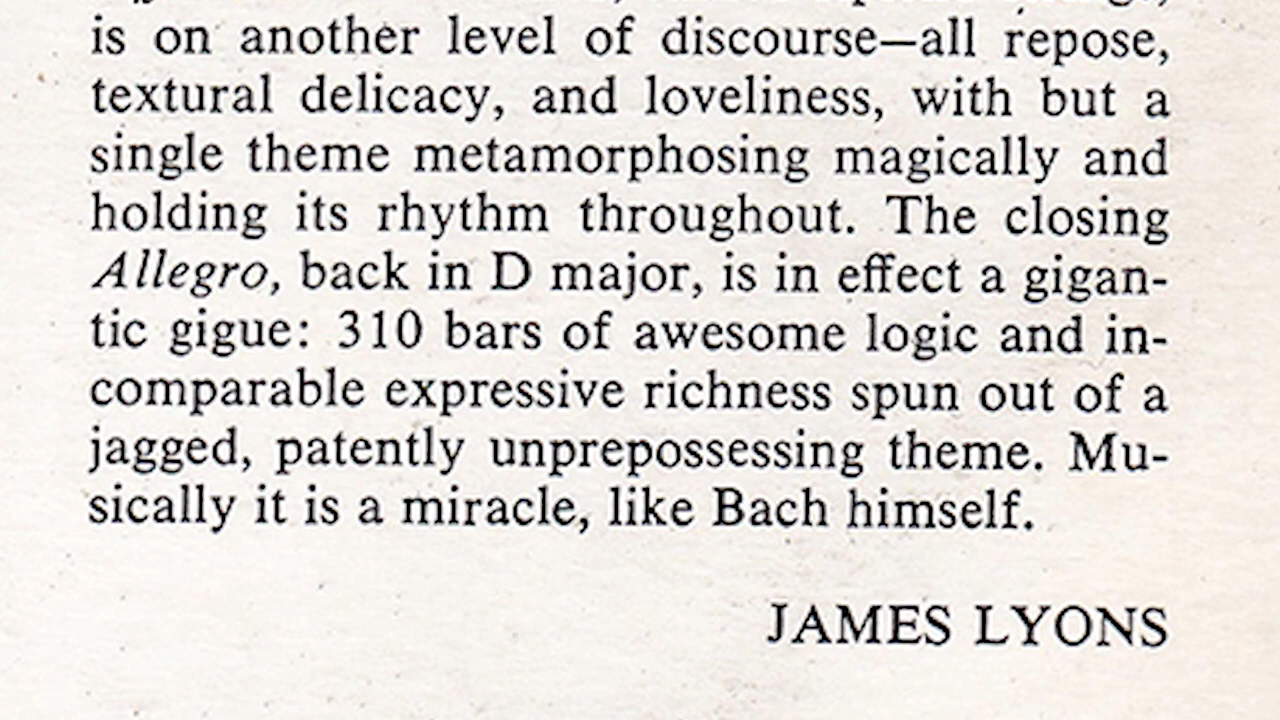 is on another level of discourse—all repose,
textural delicacy, and loveliness, with but a
single theme metamorphosing magically and
holding its rhythm throughout. The closing
Allegro, back in D major, is in effect a gigan-
tic gigue: 310 bars of awesome logic and in-
comparable expressive richness spun out of a
jagged, patently unprepossessing theme. Mu-
sically it is a miracle, like Bach himself.
JAMES LYONS